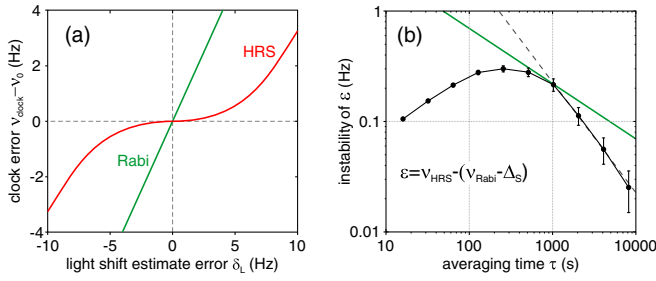 (a)
HRS
Rabi
clock error ν_clock−ν_0 (Hz)
4
2
0
-2
-4
-10
-5
0
5
10
light shift estimate error δ_L (Hz)
(b)
instability of ε (Hz)
1
0.1
0.01
ε=ν_HRS-(ν_Rabi-Δ_S)
10
100
1000
10000
averaging time τ (s)